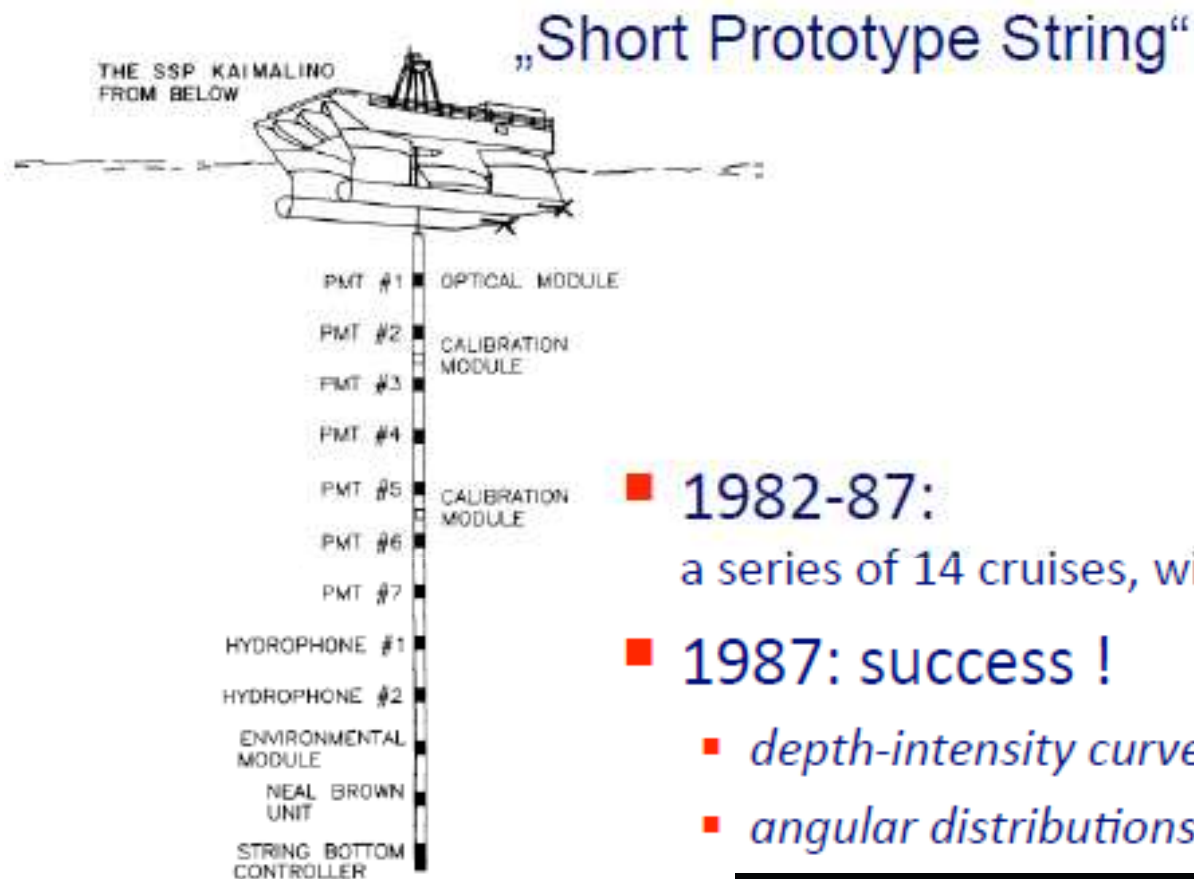 „Short Prototype String“
THE SSP KAIMALINO
FROM BELOW
PMT #1
OPTICAL MODULE
PMT #2
CALIBRATION
MODULE
PMT #3
PMT #4
PMT #5
CALIBRATION
MODULE
PMT #6
PMT #7
HYDROPHONE #1
HYDROPHONE #2
ENVIRONMENTAL
MODULE
NEAL BROWN
UNIT
STRING BOTTOM
CONTROLLER
1982-87:
a series of 14 cruises,
1987: success !
depth-intensity curve
angular distributions